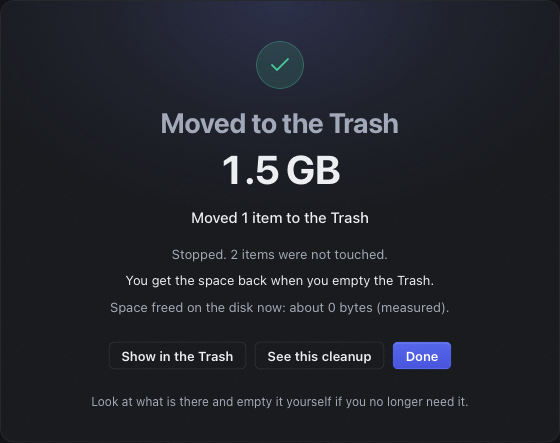 Moved to the Trash
1.5 GB
Moved 1 item to the Trash
Stopped. 2 items were not touched.
You get the space back when you empty the Trash.
Space freed on the disk now: about 0 bytes (measured).
Show in the Trash
See this cleanup
Done
Look at what is there and empty it yourself if you no longer need it.